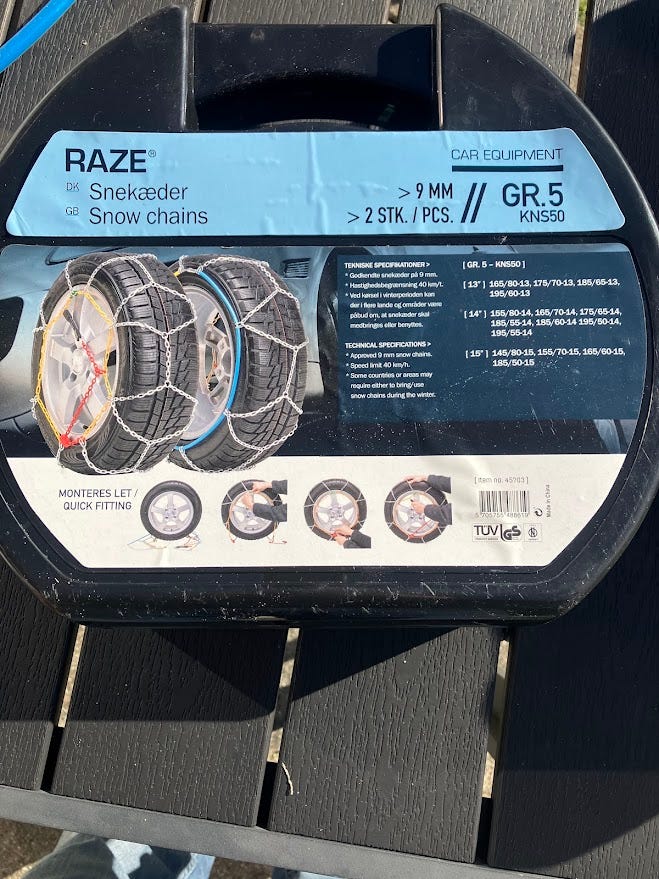 RAZE®
CAR EQUIPMENT
DK Snekæder
GB Snow chains
> 9 MM
> 2 STK. / PCS.
// GR.5
KNS50
TEKNISKE SPECIFIKATIONER >
* Godkendte snekæder på 9 mm.
* Hastighedsbegrænsning 40 km/t.
* Ved kørsel i vinterperioden kan
der i flere lande og områder være
påbud om, at snekæder skal
medbringes eller benyttes.
TECHNICAL SPECIFICATIONS >
* Approved 9 mm snow chains.
* Speed limit 40 km/h.
* Some countries or areas may
require either to bring/use
snow chains during the winter.
[ GR. 5 – KNS50 ]
[ 13" ] 165/80-13, 175/70-13, 185/65-13,
195/60-13
[ 14" ] 155/80-14, 165/70-14, 175/65-14,
185/55-14, 185/60-14 195/50-14,
195/55-14
[ 15" ] 145/80-15, 155/70-15, 165/60-15,
185/50-15
MONTERES LET /
QUICK FITTING
[ Item no. 45703 ]
Made in China
TÜV GS